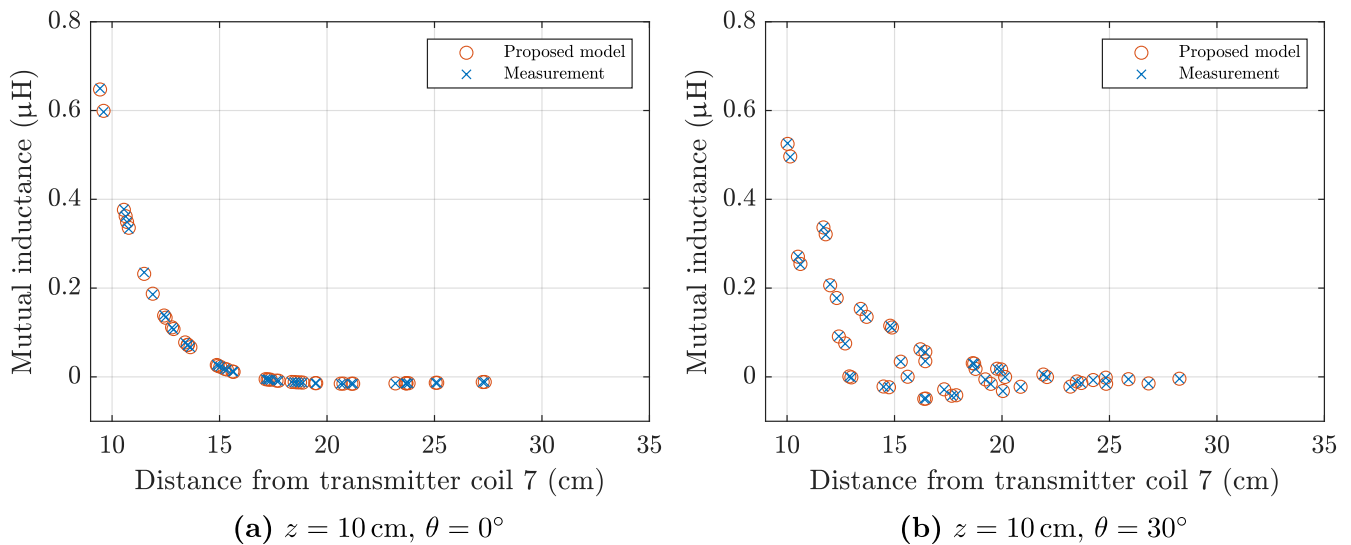 0.8
0.6
0.4
0.2
0
10
15
20
25
30
35
Mutual inductance (µH)
Distance from transmitter coil 7 (cm)
Proposed model
Measurement
(a) z = 10 cm, θ = 0°
0.8
0.6
0.4
0.2
0
10
15
20
25
30
35
Mutual inductance (µH)
Distance from transmitter coil 7 (cm)
Proposed model
Measurement
(b) z = 10 cm, θ = 30°